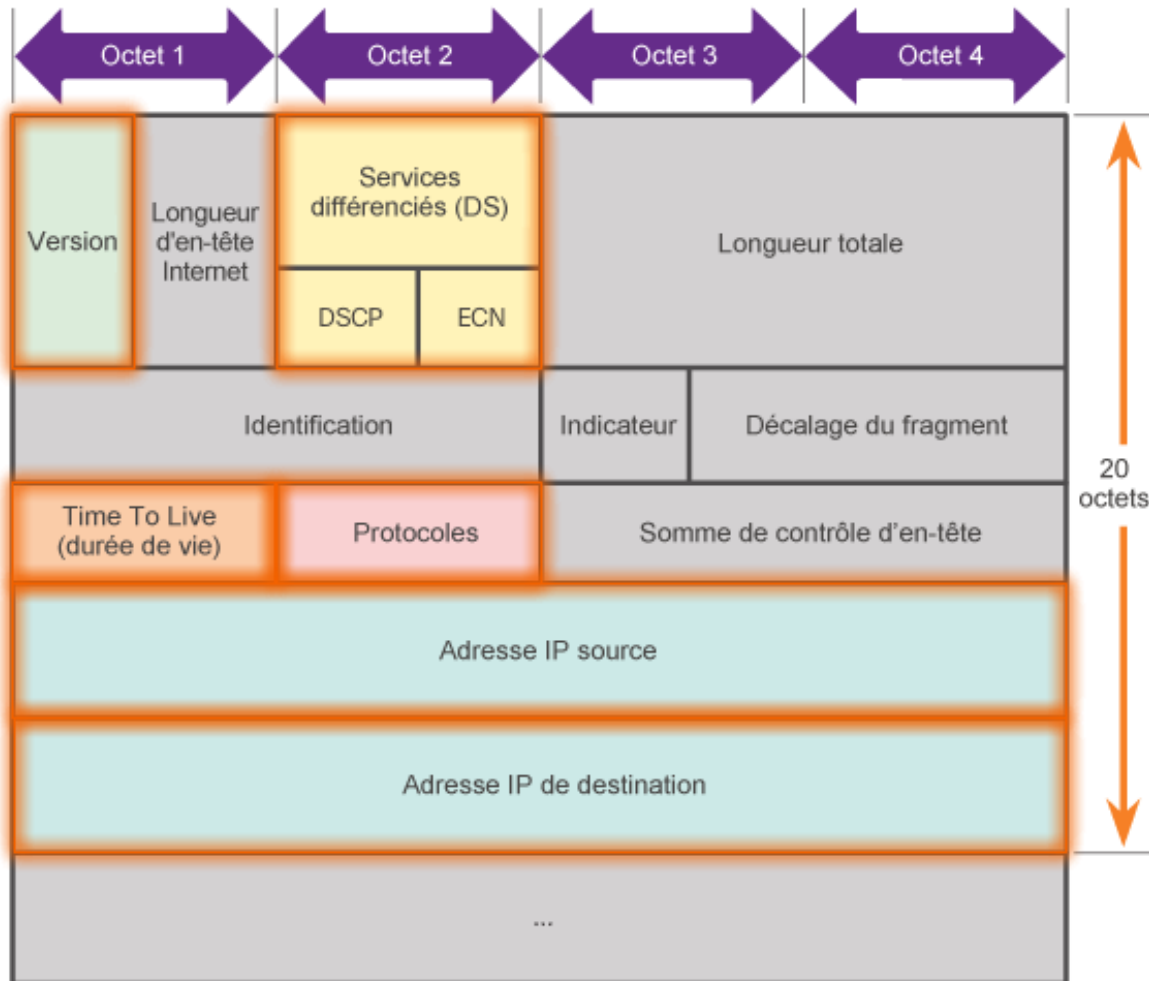 Octet 1
Octet 2
Octet 3
Octet 4
Version
Longueur
d'en-tête
Internet
Services
différenciés (DS)
DSCP
ECN
Longueur totale
Identification
Indicateur
Décalage du fragment
20
octets
Time To Live
(durée de vie)
Protocoles
Somme de contrôle d'en-tête
Adresse IP source
Adresse IP de destination
...